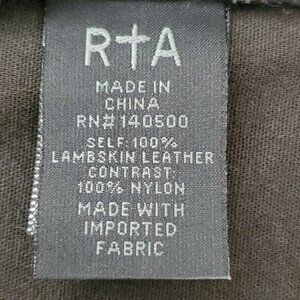 R†A
MADE IN
CHINA
RN# 140500
SELF: 100%
LAMBSKIN LEATHER
CONTRAST:
100% NYLON
MADE WITH
IMPORTED
FABRIC